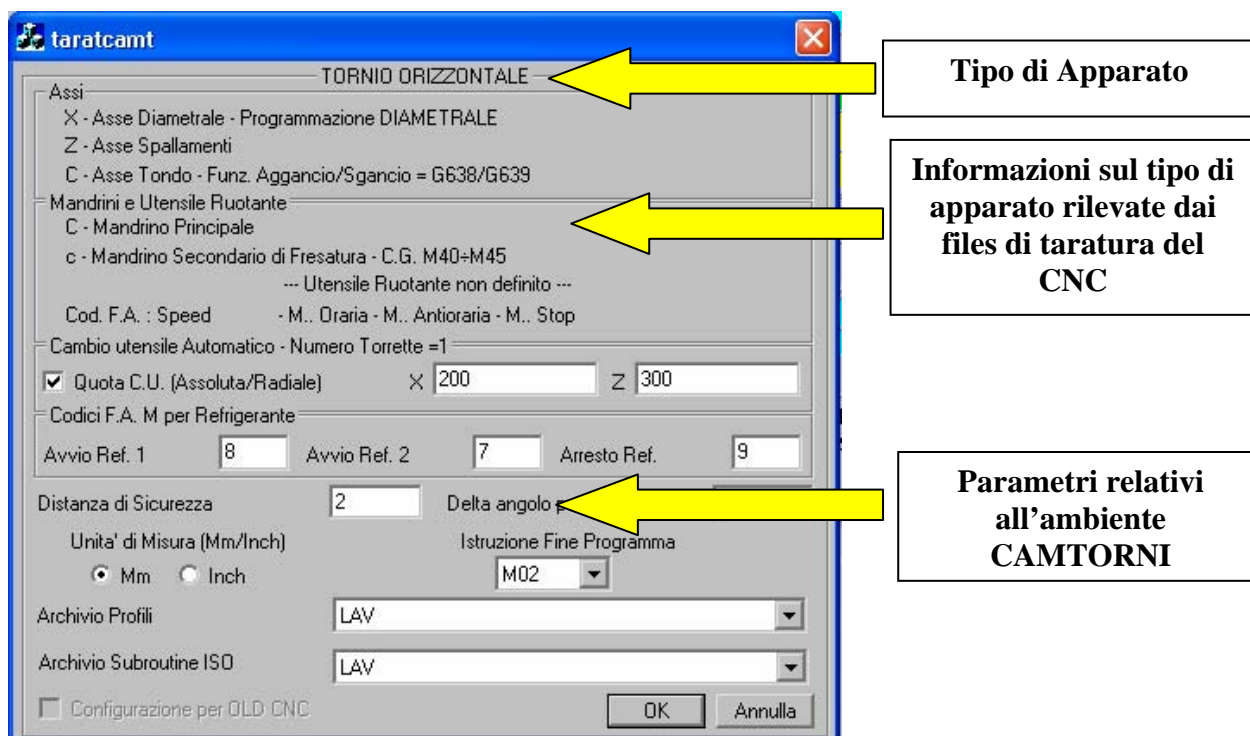 taratcamt
TORNIO ORIZZONTALE
Tipo di Apparato
Assi
X - Asse Diametrale - Programmazione DIAMETRALE
Z - Asse Spallamenti
C - Asse Tondo - Funz. Aggancio/Sgancio = G638/G639
Informazioni sul tipo di
apparato rilevate dai
files di taratura del
CNC
Mandrini e Utensile Ruotante
C - Mandrino Principale
c - Mandrino Secondario di Fresatura - C.G. M40÷M45
--- Utensile Ruotante non definito ---
Cod. F.A. : Speed - M.. Oraria - M.. Antioraria - M.. Stop
Cambio utensile Automatico - Numero Torrette =1
Quota C.U. (Assoluta/Radiale) X 200 Z 300
Codici F.A. M per Refrigerante
Avvio Ref. 1 8 Avvio Ref. 2 7 Arresto Ref. 9
Distanza di Sicurezza 2 Delta angolo
Parametri relativi
all'ambiente
CAMTORNI
Unita' di Misura (Mm/Inch) Istruzione Fine Programma
Mm Inch M02
Archivio Profili LAV
Archivio Subroutine ISO LAV
Configurazione per OLD CNC OK Annulla